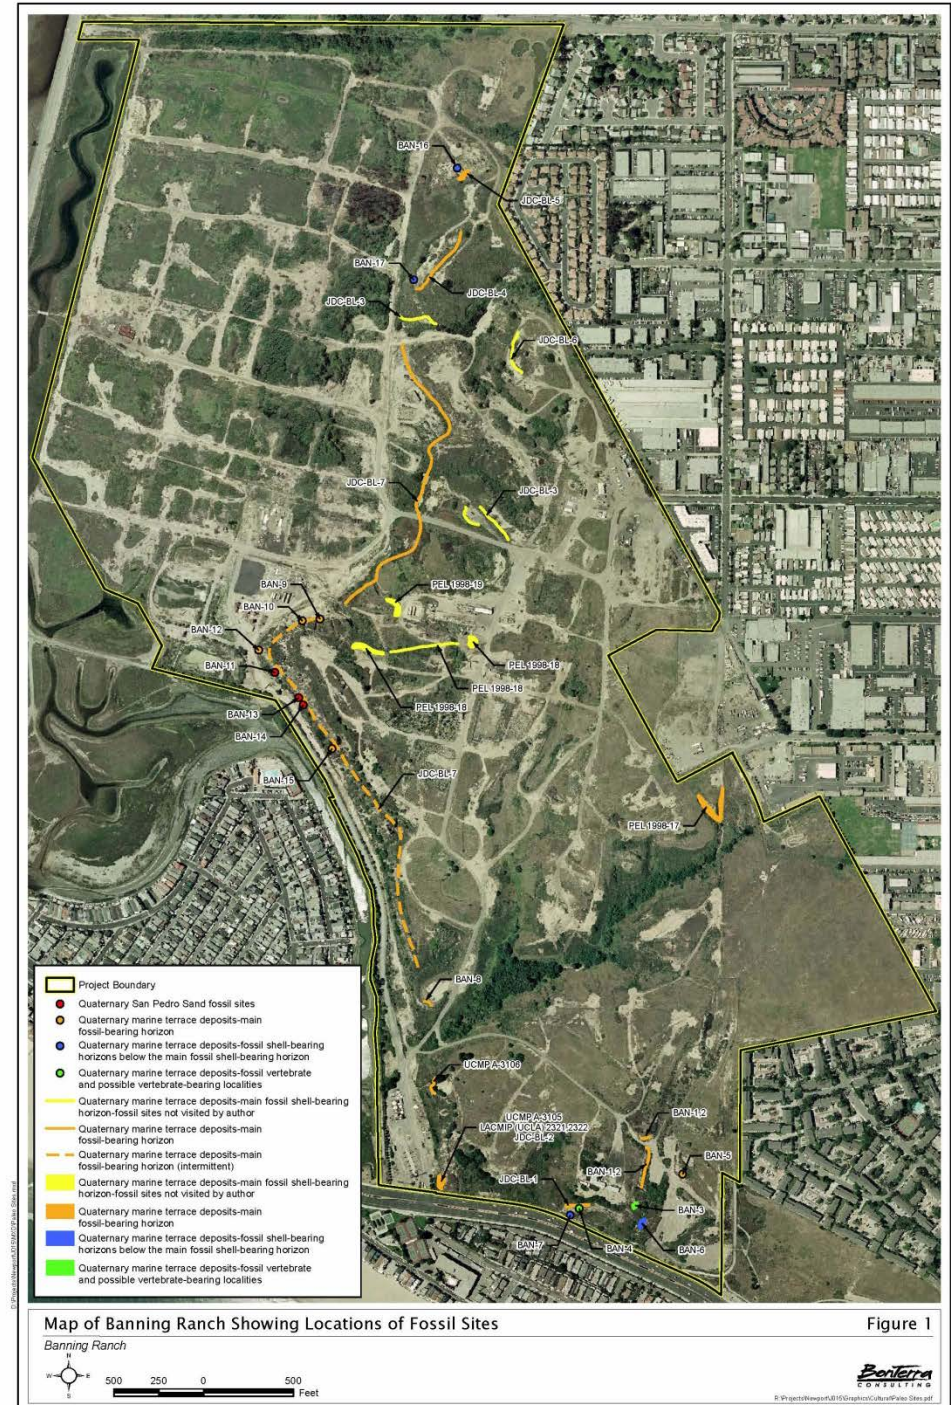 BAN-16
JDC-BL-5
BAN-17
JDC-BL-4
JDC-BL-3
JDC-BL-6
JDC-BL-7
JDC-BL-3
BAN-9
PEL 1998-19
BAN-10
BAN-12
BAN-11
PEL 1998-18
PEL 1998-18
PEL 1998-18
BAN-13
BAN-14
BAN-15
JDC-BL-7
PEL 1998-17
BAN-8
UCMP A-3106
UCMP A-3105
LACMIP (UCLA) 2321,2322
JDC-BL-2
BAN-1,2
BAN-1,2
BAN-5
JDC-BL-1
BAN-3
BAN-7
BAN-4
BAN-6
Project Boundary
Quaternary San Pedro Sand fossil sites
Quaternary marine terrace deposits-main
fossil-bearing horizon
Quaternary marine terrace deposits-fossil shell-bearing
horizons below the main fossil shell-bearing horizon
Quaternary marine terrace deposits-fossil vertebrate
and possible vertebrate-bearing localities
Quaternary marine terrace deposits-main fossil shell-bearing
horizon-fossil sites not visited by author
Quaternary marine terrace deposits-main
fossil-bearing horizon
Quaternary marine terrace deposits-main
fossil-bearing horizon (intermittent)
Quaternary marine terrace deposits-main fossil shell-bearing
horizon-fossil sites not visited by author
Quaternary marine terrace deposits-main
fossil-bearing horizon
Quaternary marine terrace deposits-fossil shell-bearing
horizons below the main fossil shell-bearing horizon
Quaternary marine terrace deposits-fossil vertebrate
and possible vertebrate-bearing localities
Map of Banning Ranch Showing Locations of Fossil Sites
Figure 1
Banning Ranch
N
W E
S
500 250 0 500
Feet
BonTerra
CONSULTING
R:\Projects\Newport\J015\Graphics\Cultural\Paleo Sites.pdf